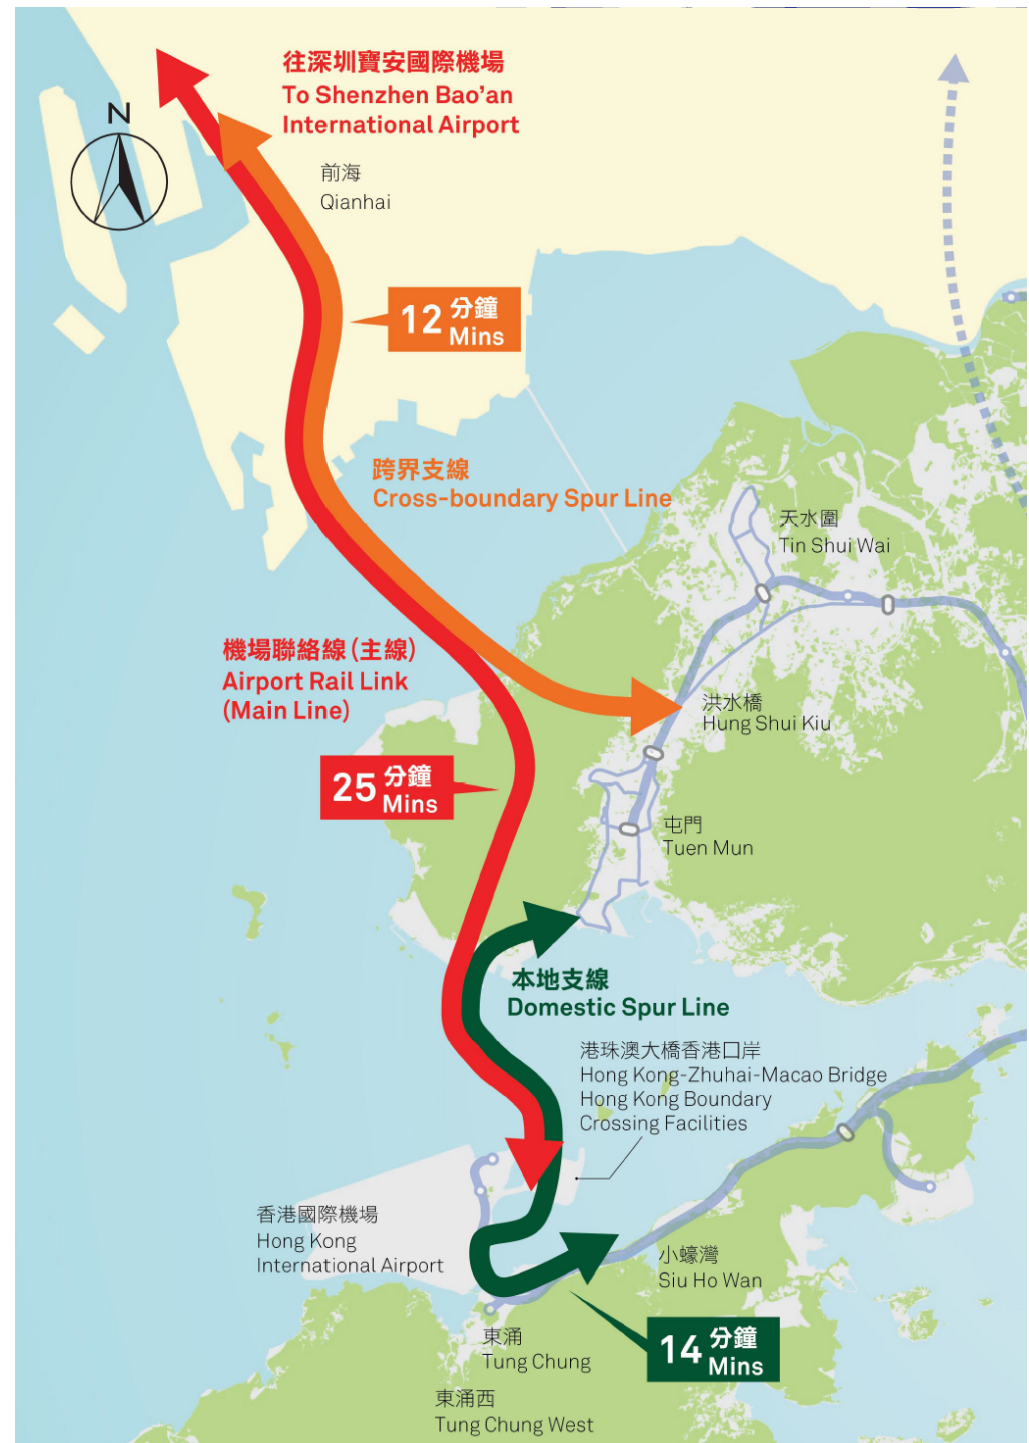 往深圳寶安國際機場
To Shenzhen Bao'an
International Airport
N
前海
Qianhai
12 分鐘
Mins
跨界支線
Cross-boundary Spur Line
天水圍
Tin Shui Wai
機場聯絡線(主線)
Airport Rail Link
(Main Line)
洪水橋
Hung Shui Kiu
25 分鐘
Mins
屯門
Tuen Mun
本地支線
Domestic Spur Line
港珠澳大橋香港口岸
Hong Kong-Zhuhai-Macao Bridge
Hong Kong Boundary
Crossing Facilities
香港國際機場
Hong Kong
International Airport
小蠔灣
Siu Ho Wan
東涌
Tung Chung
14 分鐘
Mins
東涌西
Tung Chung West